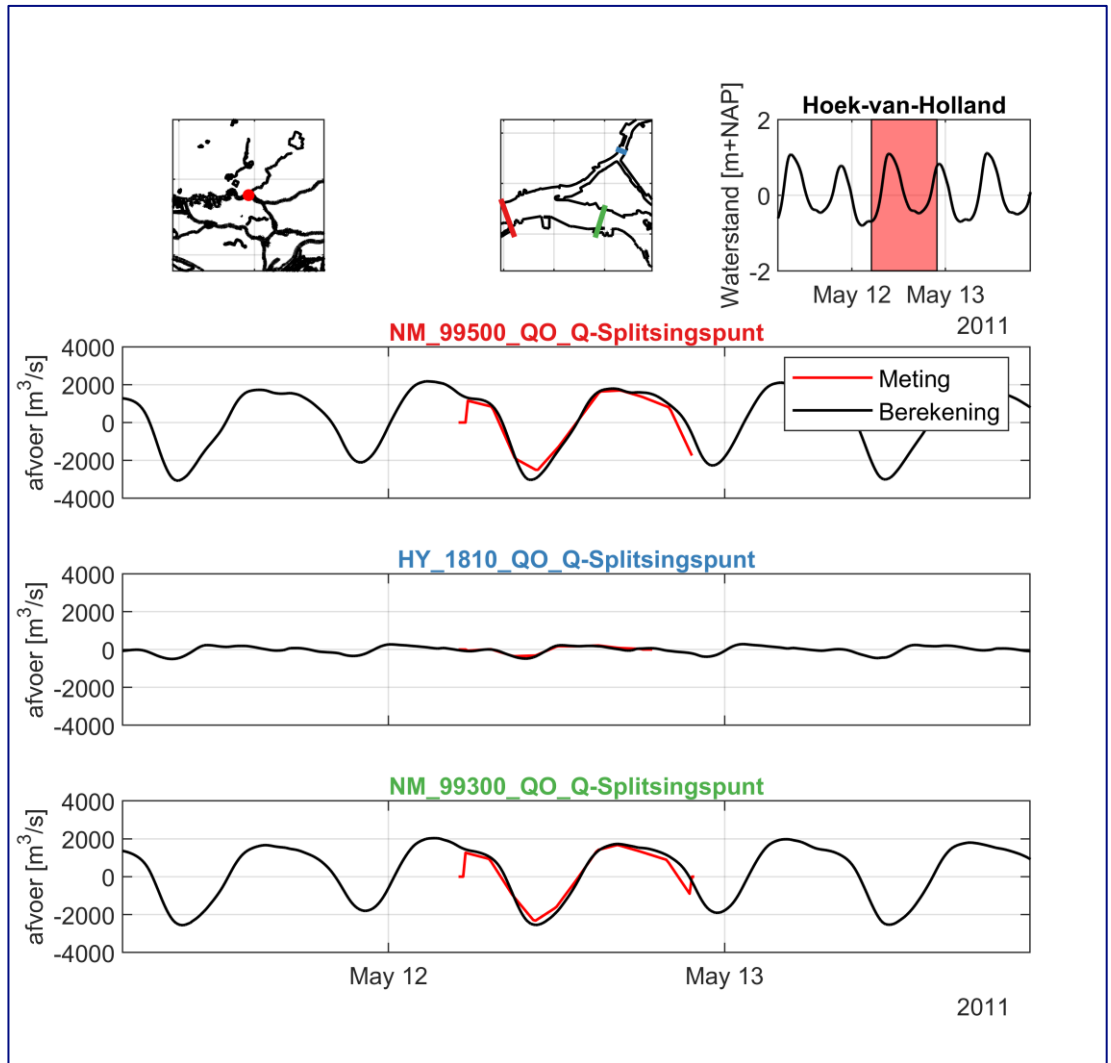 Hoek-van-Holland
Waterstand [m+NAP]
2
0
-2
May 12
May 13
2011
NM_99500_QO_Q-Splitsingspunt
afvoer [m³/s]
4000
2000
0
-2000
-4000
Meting
Berekening
HY_1810_QO_Q-Splitsingspunt
afvoer [m³/s]
4000
2000
0
-2000
-4000
NM_99300_QO_Q-Splitsingspunt
afvoer [m³/s]
4000
2000
0
-2000
-4000
May 12
May 13
2011